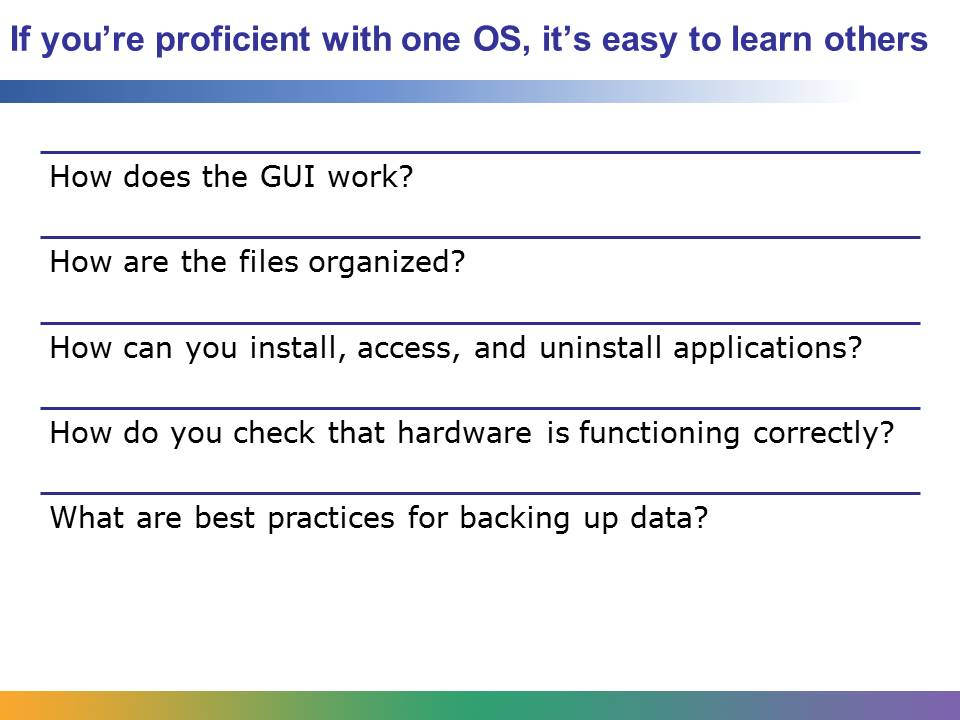 If you’re proficient with one OS, it’s easy to learn others
How does the GUI work?
How are the files organized?
How can you install, access, and uninstall applications?
How do you check that hardware is functioning correctly?
What are best practices for backing up data?